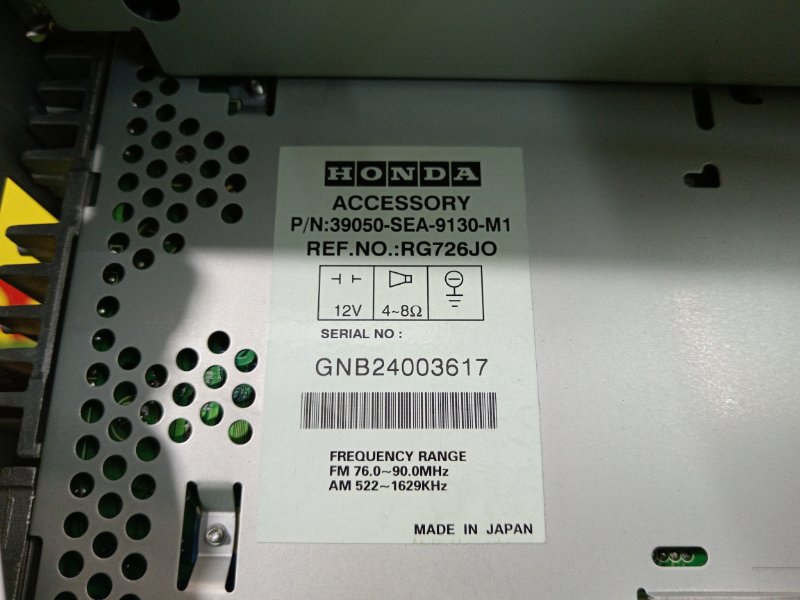 HONDA
ACCESSORY
P/N:39050-SEA-9130-M1
REF.NO.:RG726JO
12V 4~8Ω
SERIAL NO :
GNB24003617
FREQUENCY RANGE
FM 76.0~90.0MHz
AM 522~1629KHz
MADE IN JAPAN